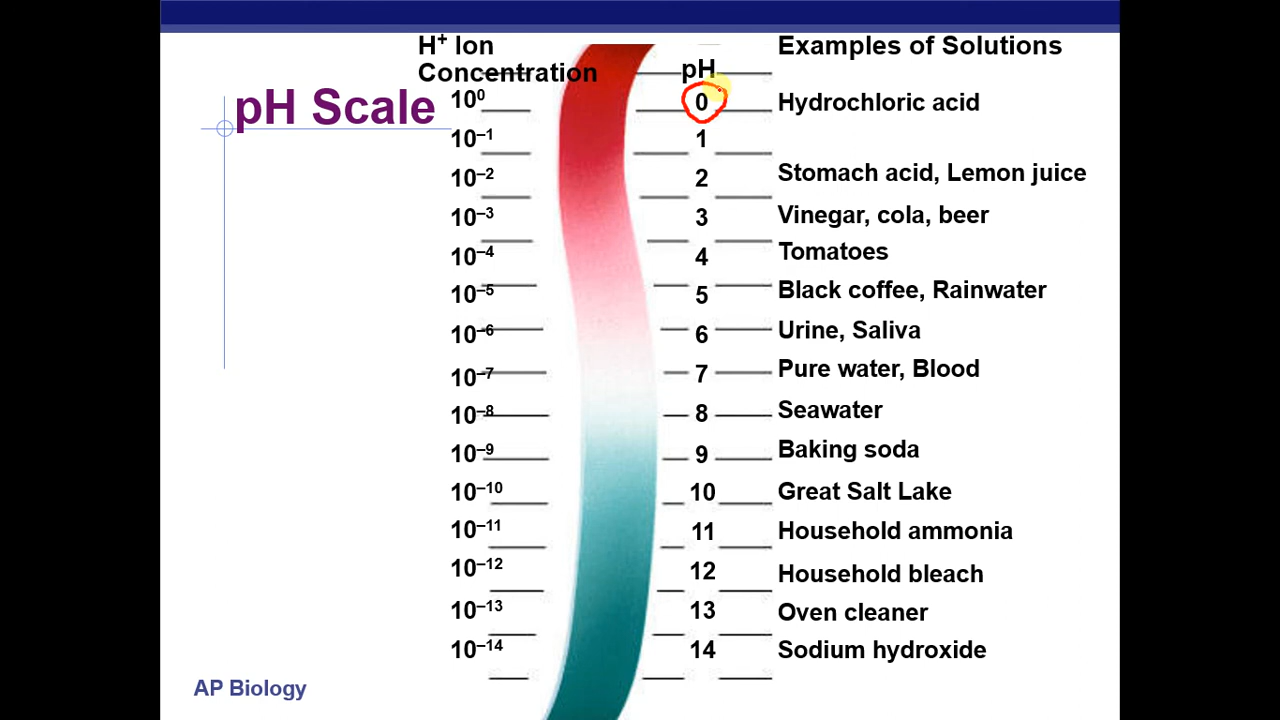 H⁺ Ion Concentration
pH
Examples of Solutions
pH Scale
10⁰ 0 Hydrochloric acid
10⁻¹ 1
10⁻² 2 Stomach acid, Lemon juice
10⁻³ 3 Vinegar, cola, beer
10⁻⁴ 4 Tomatoes
10⁻⁵ 5 Black coffee, Rainwater
10⁻⁶ 6 Urine, Saliva
10⁻⁷ 7 Pure water, Blood
10⁻⁸ 8 Seawater
10⁻⁹ 9 Baking soda
10⁻¹⁰ 10 Great Salt Lake
10⁻¹¹ 11 Household ammonia
10⁻¹² 12 Household bleach
10⁻¹³ 13 Oven cleaner
10⁻¹⁴ 14 Sodium hydroxide
AP Biology